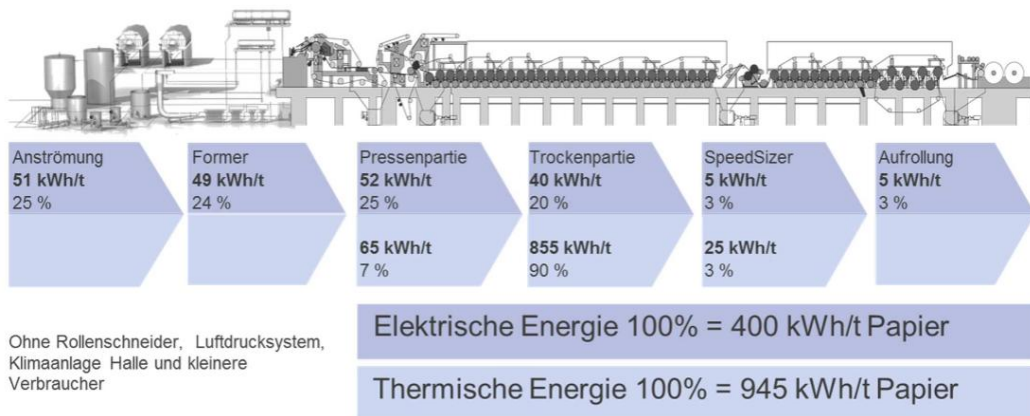 Anströmung
51 kWh/t
25 %
Former
49 kWh/t
24 %
Pressenpartie
52 kWh/t
25 %
65 kWh/t
7 %
Trockenpartie
40 kWh/t
20 %
855 kWh/t
90 %
SpeedSizer
5 kWh/t
3 %
25 kWh/t
3 %
Aufrollung
5 kWh/t
3 %
Ohne Rollenschneider, Luftdrucksystem,
Klimaanlage Halle und kleinere
Verbraucher
Elektrische Energie 100% = 400 kWh/t Papier
Thermische Energie 100% = 945 kWh/t Papier